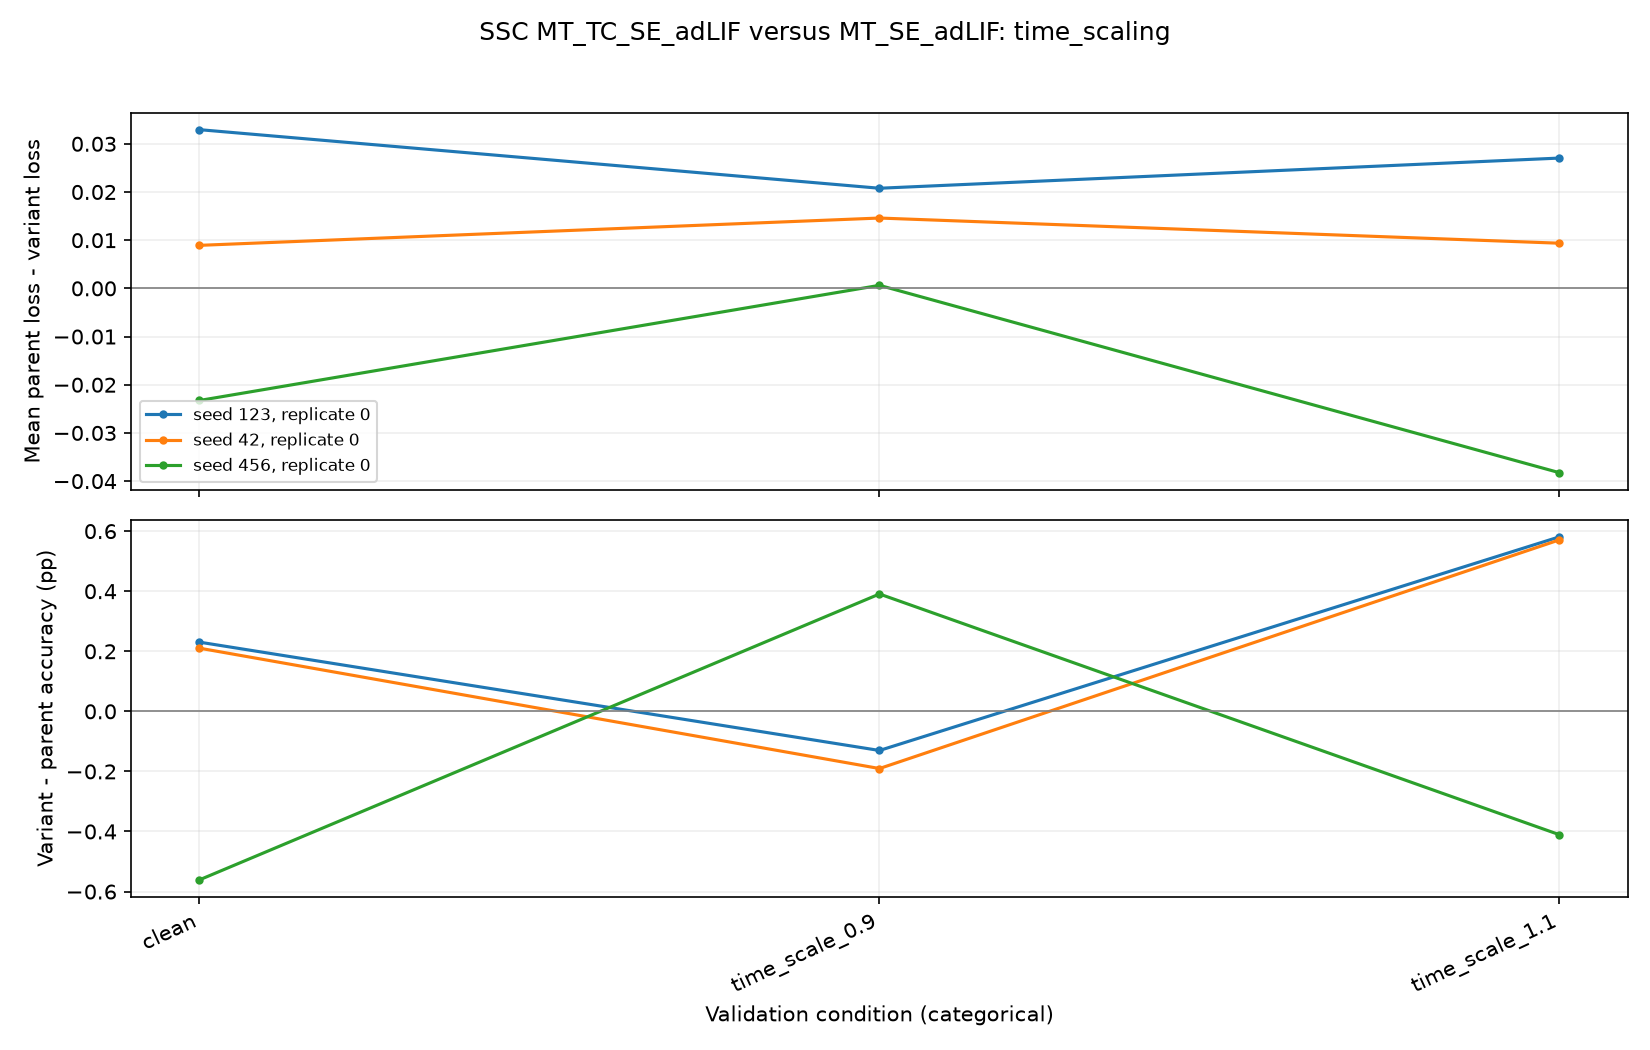 SSC MT_TC_SE_adLIF versus MT_SE_adLIF: time_scaling
Mean parent loss - variant loss
0.03
0.02
0.01
0.00
−0.01
−0.02
−0.03
−0.04
seed 123, replicate 0
seed 42, replicate 0
seed 456, replicate 0
Variant - parent accuracy (pp)
0.6
0.4
0.2
0.0
−0.2
−0.4
−0.6
clean
time_scale_0.9
time_scale_1.1
Validation condition (categorical)